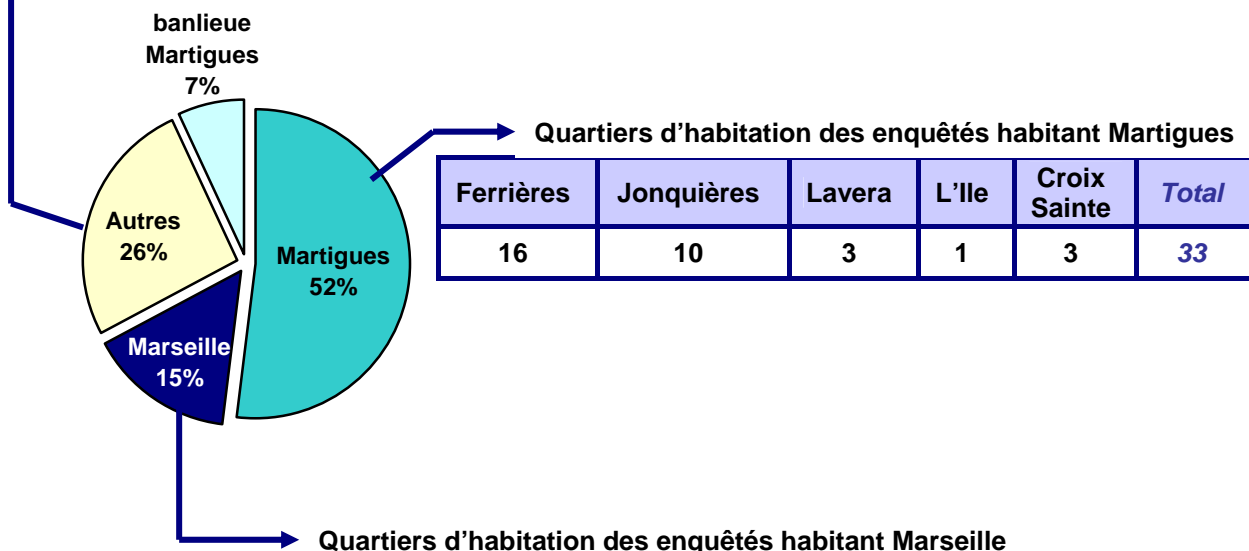 banlieue
Martigues
7%
Autres
26%
Martigues
52%
Marseille
15%
Quartiers d’habitation des enquêtés habitant Martigues
Ferrières Jonquières Lavera L’Ile Croix Sainte Total
16 10 3 1 3 33
Quartiers d’habitation des enquêtés habitant Marseille